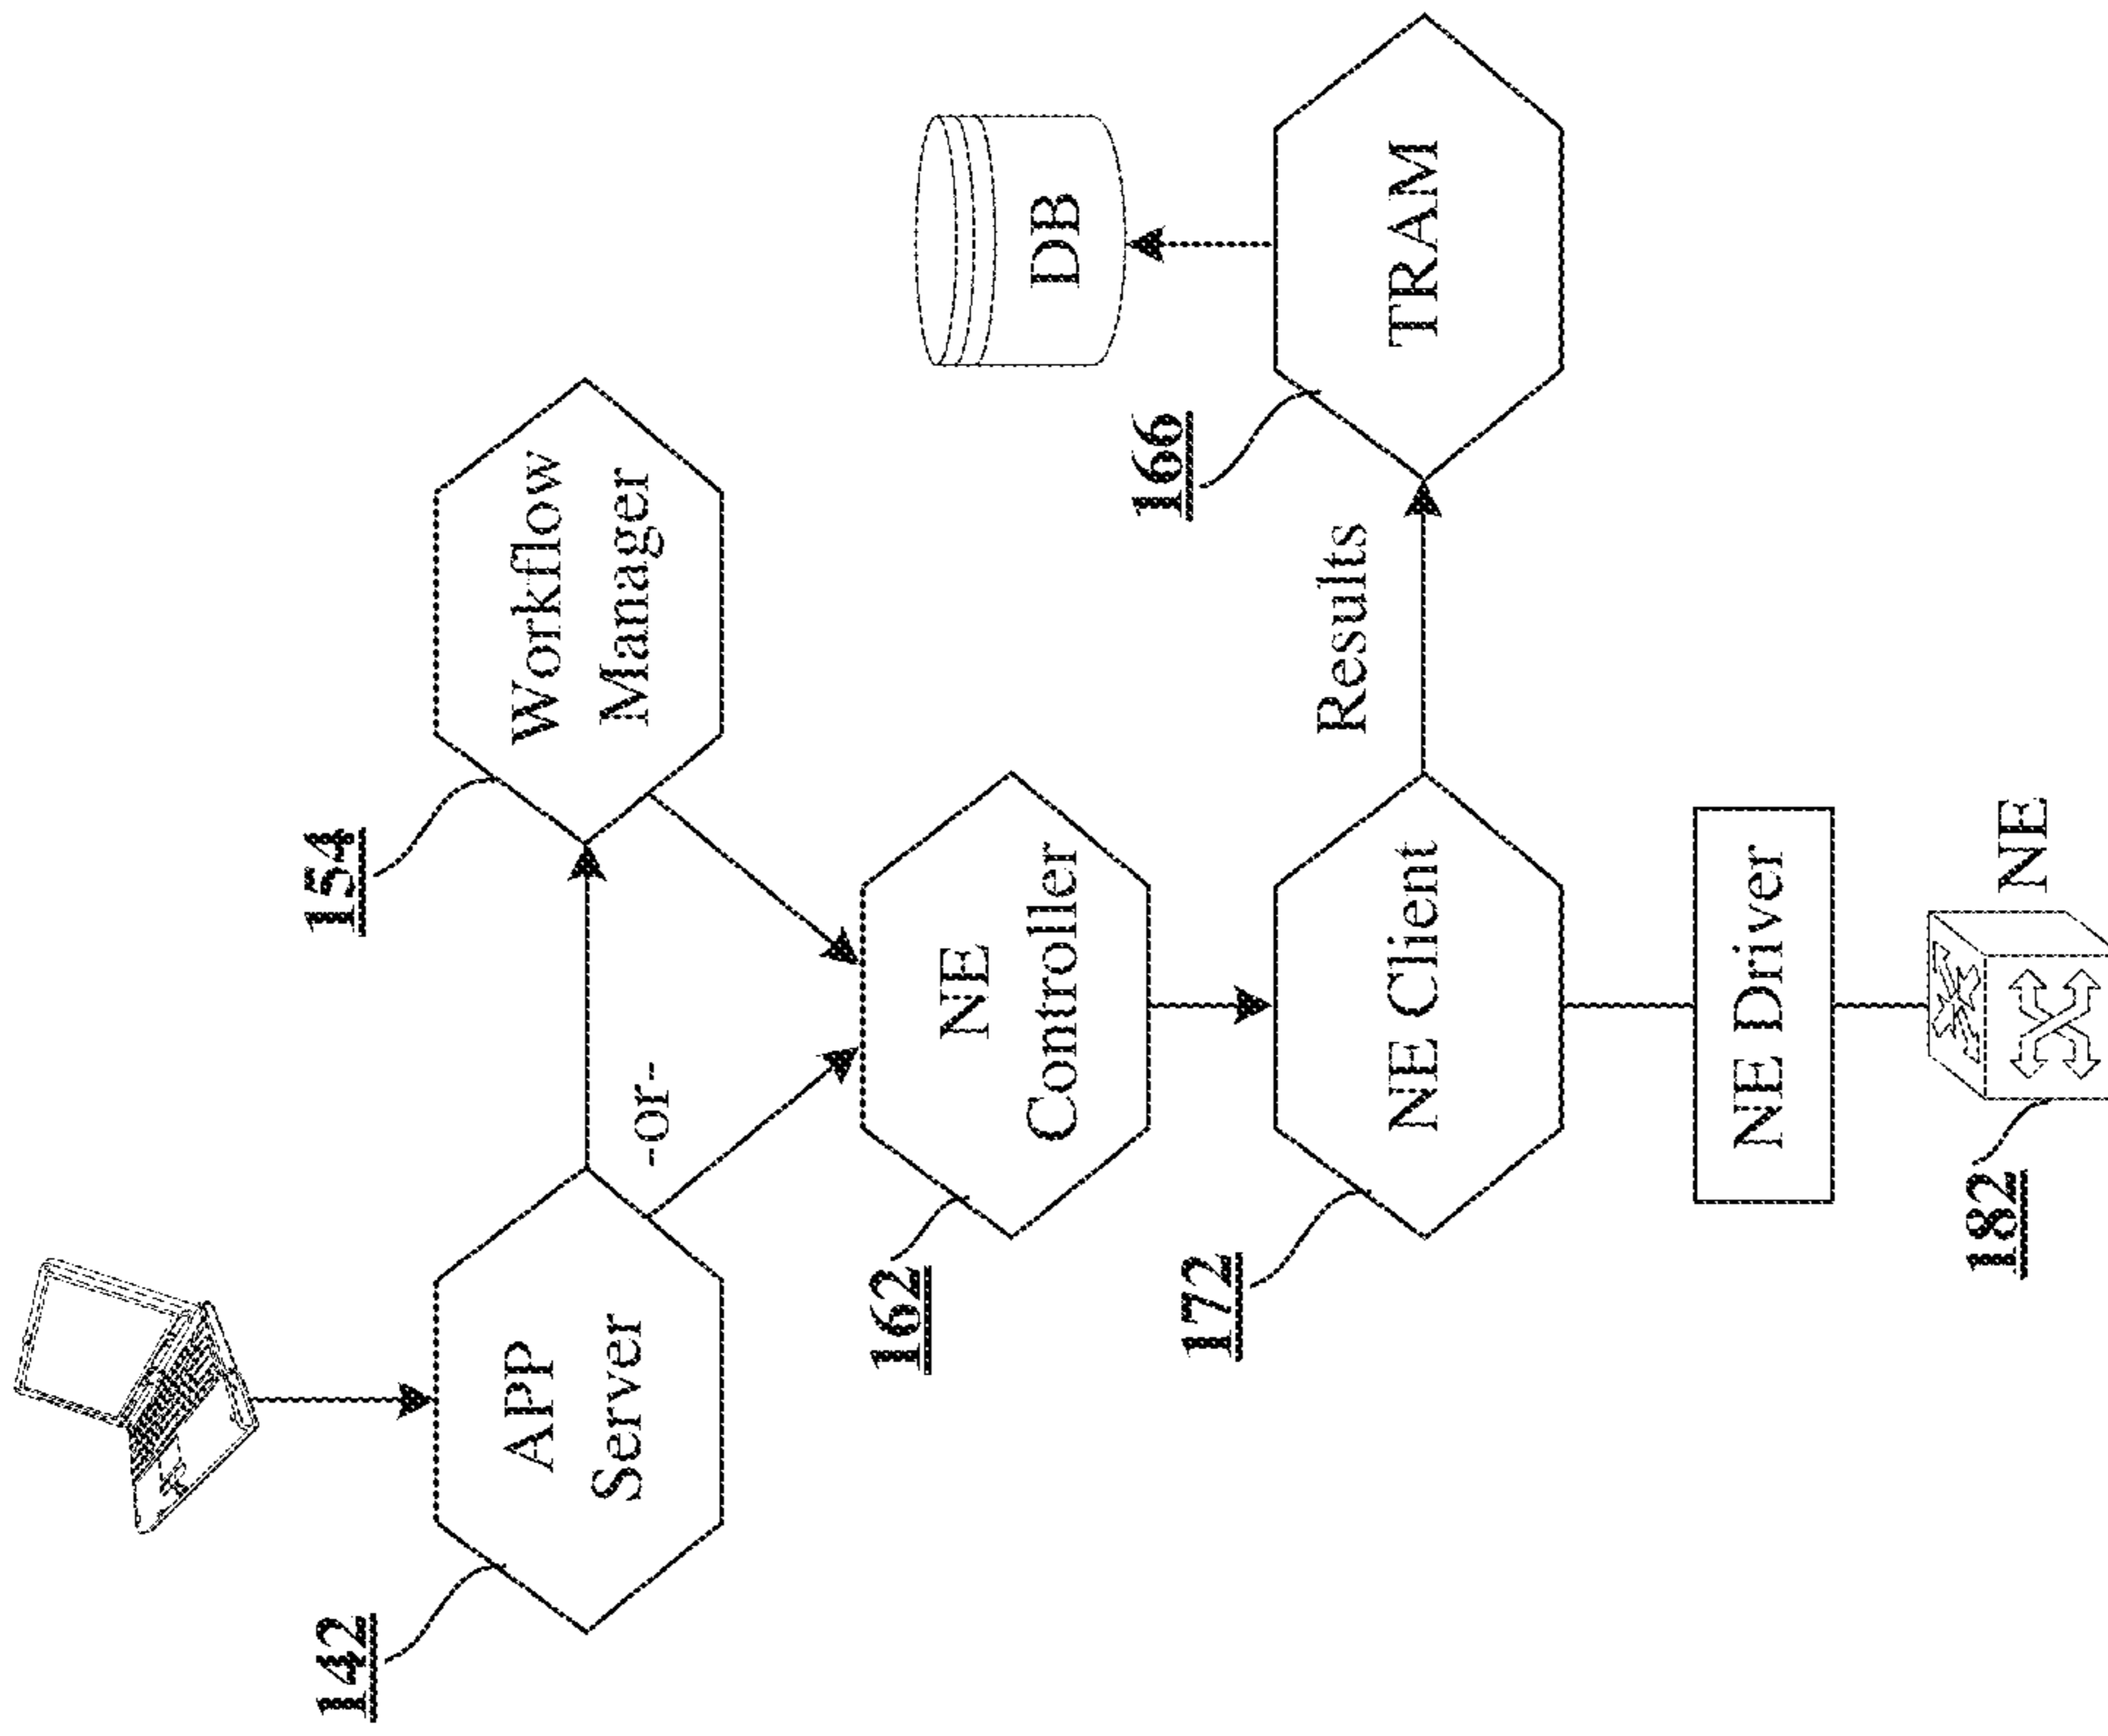 142
APP
Server
-or-
154
Workflow
Manager
162
NE
Controller
172
NE Client
Results
166
TRAM
DB
NE Driver
182
NE